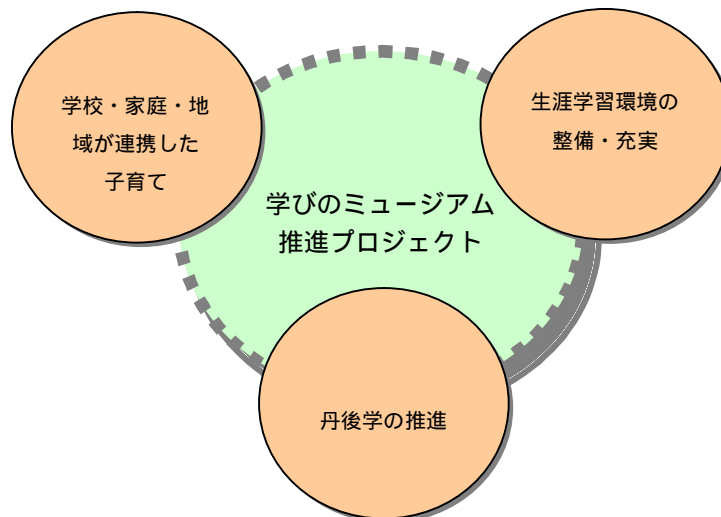 学校・家庭・地
域が連携した
子育て
生涯学習環境の
整備・充実
学びのミュージアム
推進プロジェクト
丹後学の推進